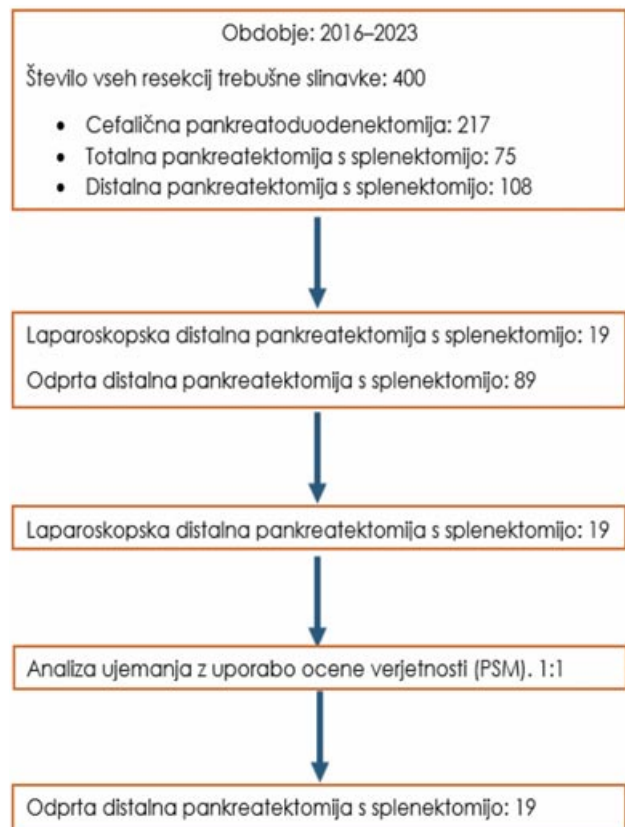 Obdobje: 2016–2023
Število vseh resekcij trebušne slinavke: 400
• Cefalična pankreatoduodenektomija: 217
• Totalna pankreatektomija s splenektomijo: 75
• Distalna pankreatektomija s splenektomijo: 108
Laparoskopska distalna pankreatektomija s splenektomijo: 19
Odprta distalna pankreatektomija s splenektomijo: 89
Laparoskopska distalna pankreatektomija s splenektomijo: 19
Analiza ujemanja z uporabo ocene verjetnosti (PSM). 1:1
Odprta distalna pankreatektomija s splenektomijo: 19